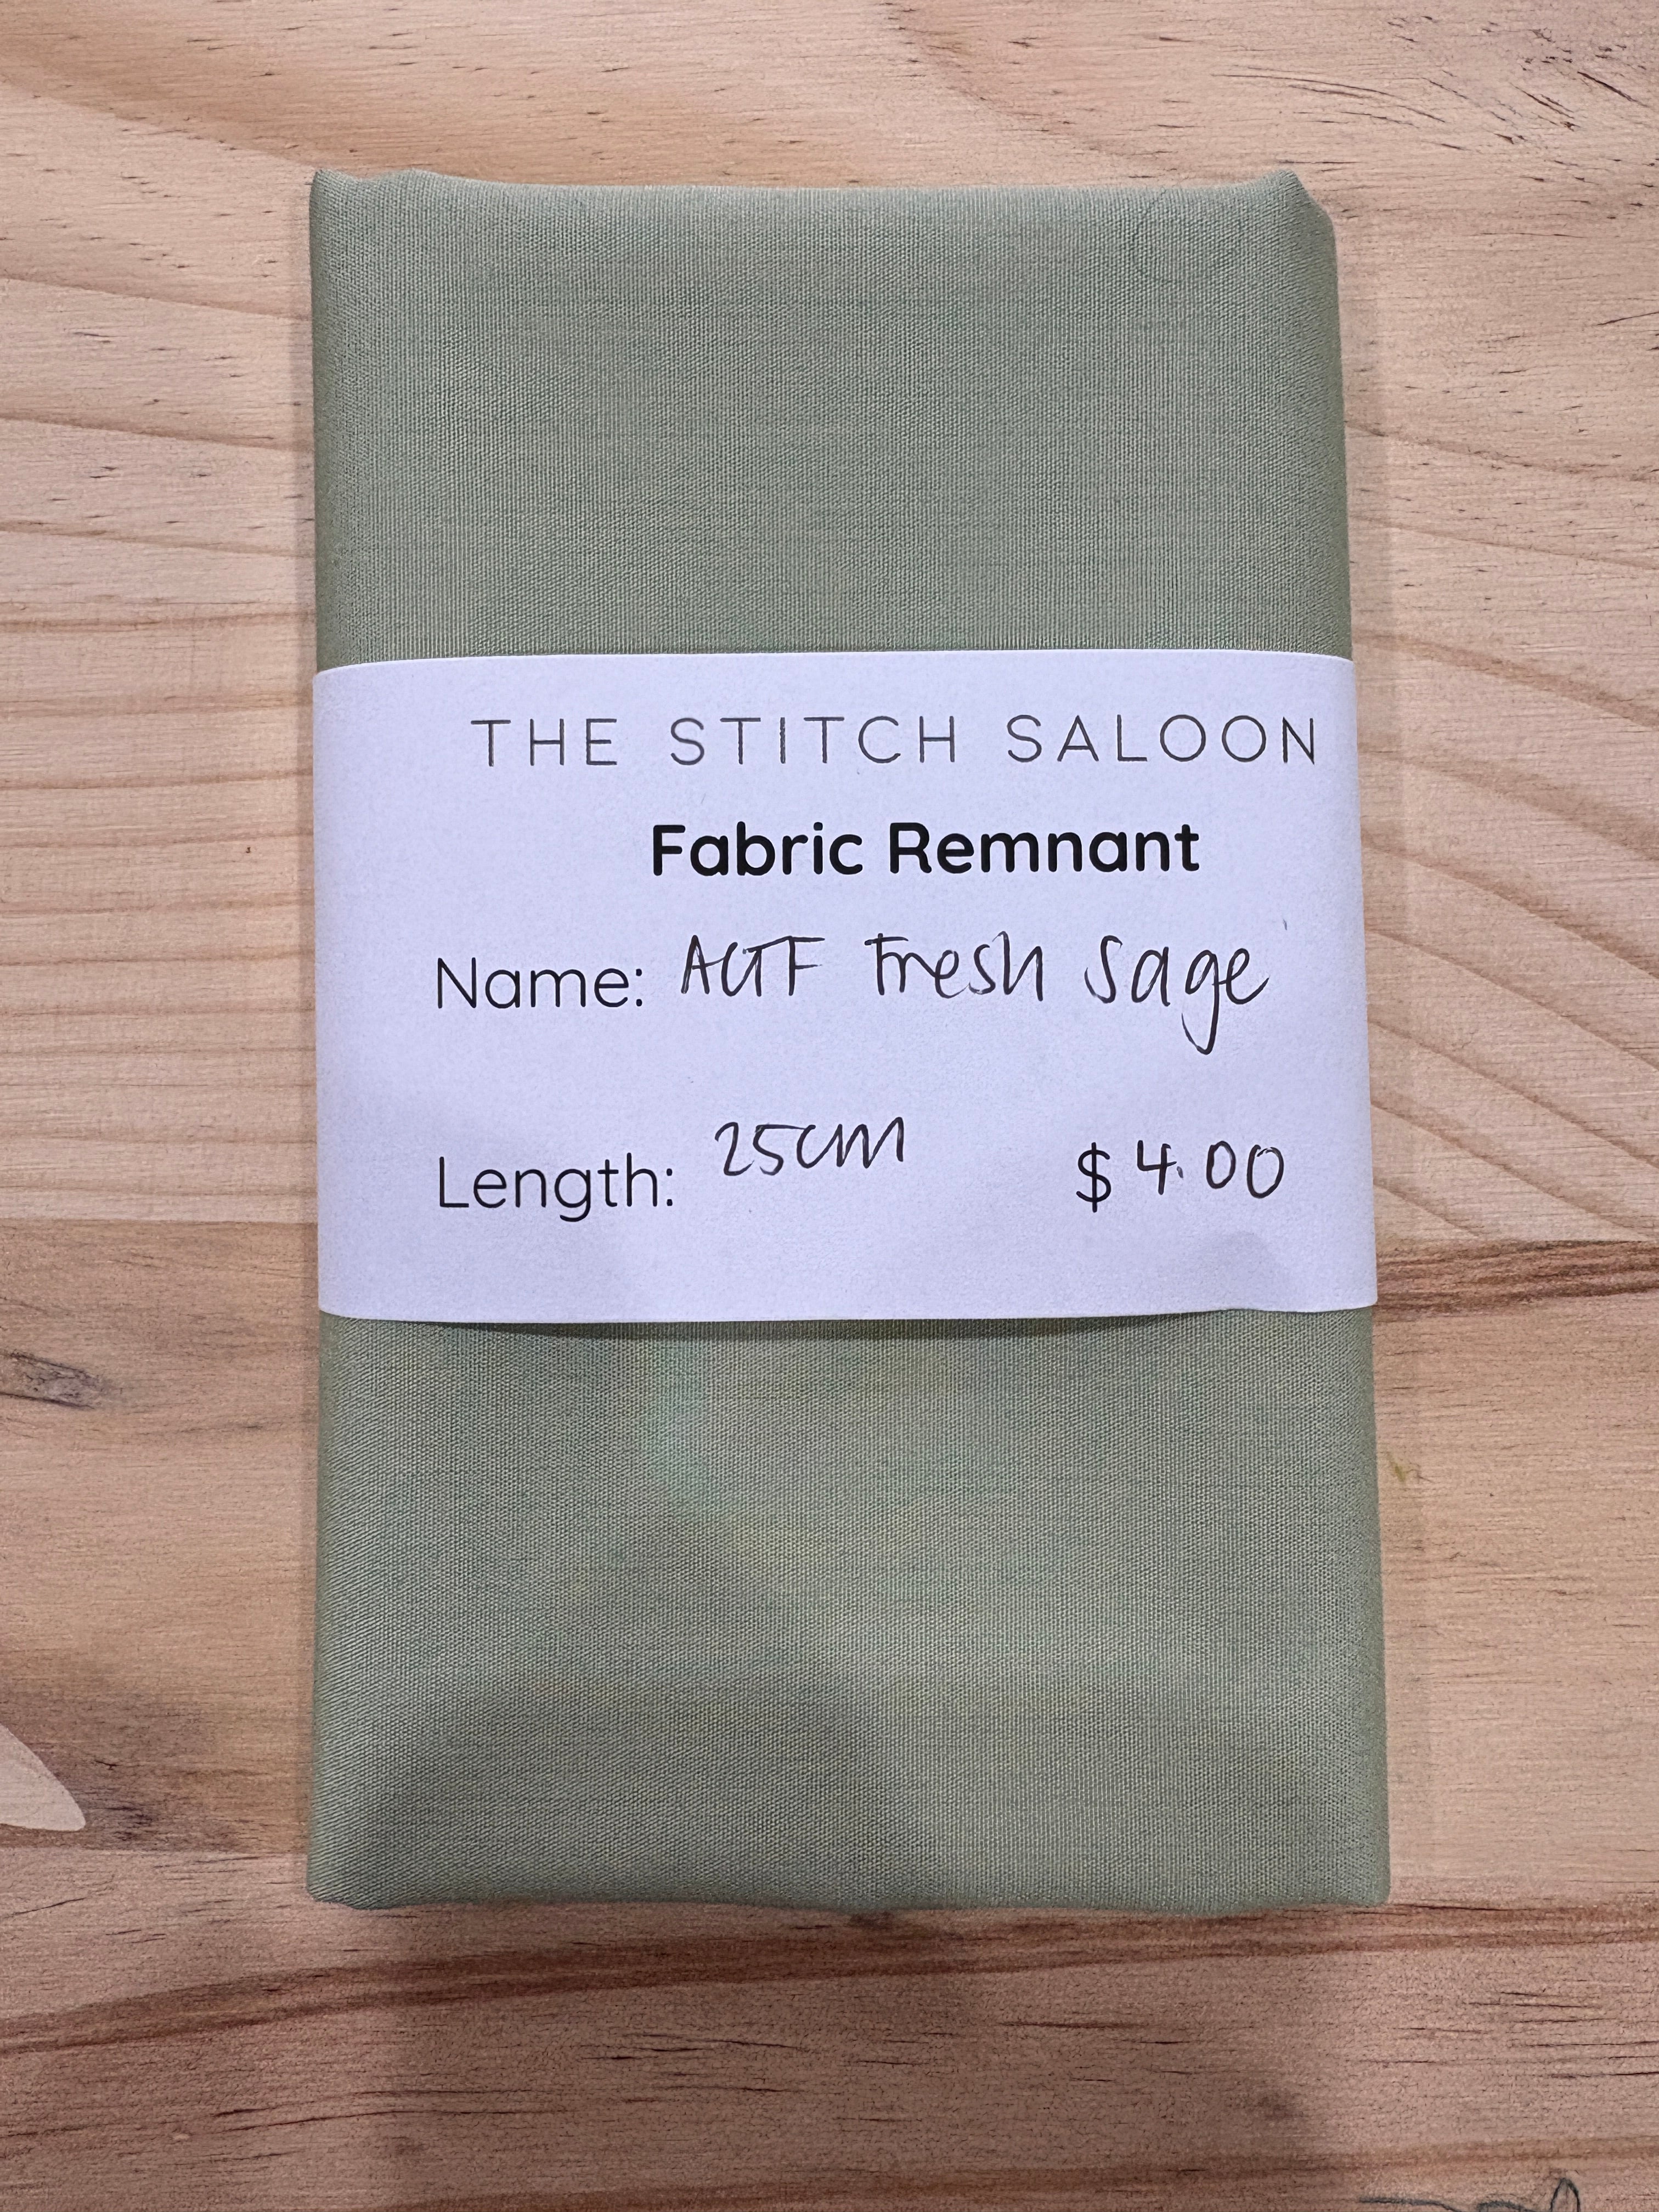 THE STITCH SALOON
Fabric Remnant
Name: AGF Fresh Sage
Length: 25cm $4.00